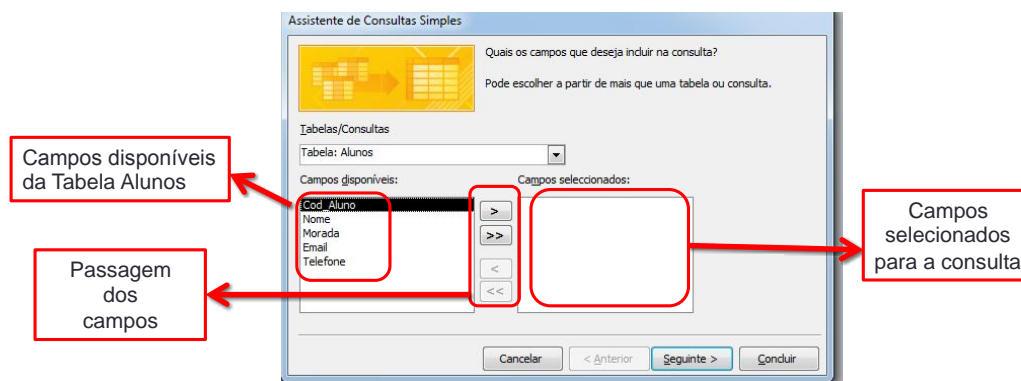 Assistente de Consultas Simples
Quais os campos que deseja incluir na consulta?
Pode escolher a partir de mais que uma tabela ou consulta.
Tabelas/Consultas
Tabela: Alunos
Campos disponíveis:
Campos seleccionados:
Cod_Aluno
Nome
Morada
Email
Telefone
>
>>
<
<<
Cancelar
< Anterior
Seguinte >
Concluir
Campos disponíveis
da Tabela Alunos
Passagem
dos
campos
Campos
selecionados
para a consulta